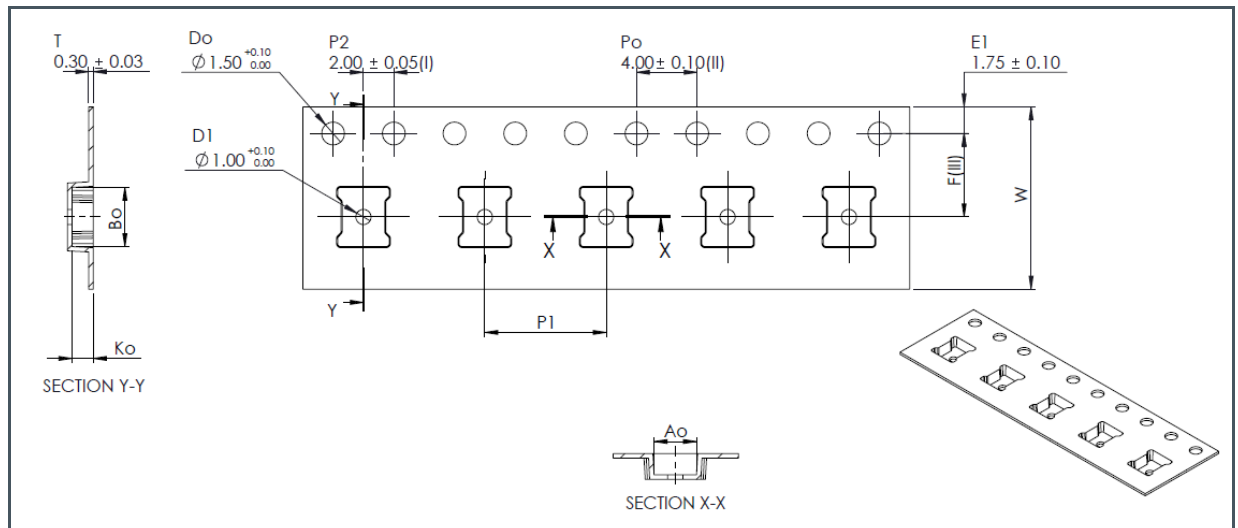 T
0.30 ± 0.03
Do
∅ 1.50 +0.10 0.00
P2
2.00 ± 0.05(I)
Po
4.00 ± 0.10(II)
E1
1.75 ± 0.10
Y
D1
∅ 1.00 +0.10 0.00
F(III)
W
Bo
X
X
Y
P1
Ko
SECTION Y-Y
Ao
SECTION X-X